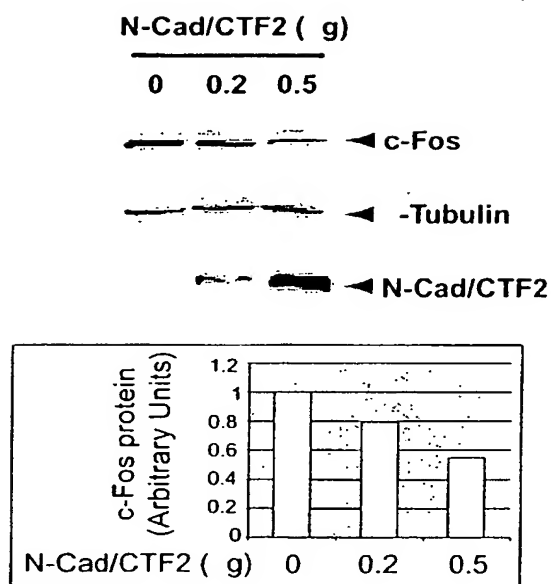 N-Cad/CTF2 ( g)
0 0.2 0.5
c-Fos
-Tubulin
N-Cad/CTF2
c-Fos protein
(Arbitrary Units)
1.2
1
0.8
0.6
0.4
0.2
0
N-Cad/CTF2 ( g) 0 0.2 0.5